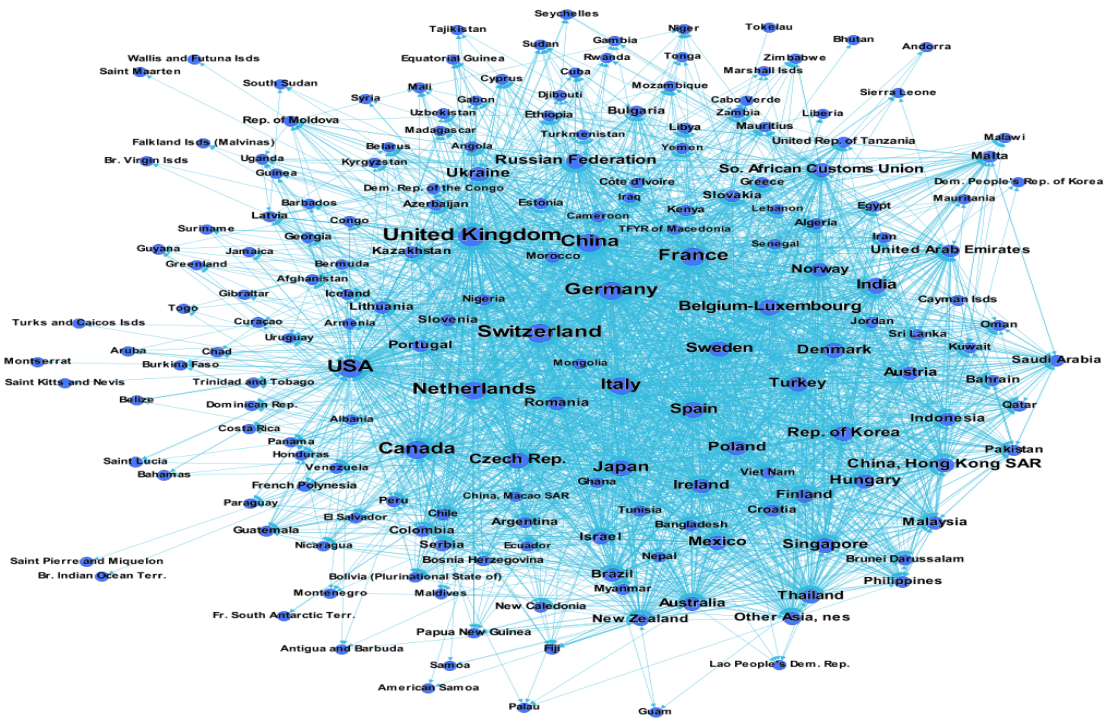 Seychelles
Tajikistan
Sudan
Gambia
Niger
Tokelau
Bhutan
Andorra
Wallis and Futuna Isds
Saint Maarten
Equatorial Guinea
Rwanda
Tonga
Zimbabwe
Marshall Isds
South Sudan
Cyprus
Cuba
Mali
Mozambique
Sierra Leone
Syria
Gabon
Djibouti
Cabo Verde
Rep. of Moldova
Uzbekistan
Ethiopia
Bulgaria
Zambia
Liberia
Madagascar
Turkmenistan
Libya
Mauritius
Falkland Isds (Malvinas)
Belarus
Angola
Yemen
United Rep. of Tanzania
Malawi
Br. Virgin Isds
Uganda
Kyrgyzstan
Russian Federation
Malta
Guinea
Ukraine
So. African Customs Union
Dem. Rep. of the Congo
Côte d'Ivoire
Greece
Dem. People's Rep. of Korea
Barbados
Azerbaijan
Estonia
Iraq
Slovakia
Mauritania
Latvia
Congo
Cameroon
Kenya
Lebanon
Egypt
Suriname
Georgia
United Kingdom
China
TFYR of Macedonia
Algeria
Iran
Guyana
Jamaica
Kazakhstan
Morocco
France
Senegal
United Arab Emirates
Greenland
Bermuda
Afghanistan
Norway
Gibraltar
Iceland
Germany
India
Togo
Lithuania
Nigeria
Belgium-Luxembourg
Cayman Isds
Turks and Caicos Isds
Curaçao
Armenia
Slovenia
Switzerland
Jordan
Oman
Uruguay
Sri Lanka
Aruba
Chad
Portugal
Sweden
Denmark
Kuwait
Montserrat
Burkina Faso
USA
Mongolia
Saudi Arabia
Saint Kitts and Nevis
Trinidad and Tobago
Netherlands
Italy
Turkey
Austria
Bahrain
Belize
Dominican Rep.
Romania
Spain
Qatar
Costa Rica
Albania
Indonesia
Panama
Canada
Rep. of Korea
Honduras
Poland
Pakistan
Saint Lucia
Venezuela
Czech Rep.
Japan
China, Hong Kong SAR
Bahamas
French Polynesia
Ghana
Viet Nam
Hungary
Paraguay
Peru
China, Macao SAR
Ireland
Finland
Guatemala
El Salvador
Chile
Tunisia
Croatia
Colombia
Argentina
Bangladesh
Malaysia
Nicaragua
Serbia
Ecuador
Israel
Mexico
Singapore
Saint Pierre and Miquelon
Bosnia Herzegovina
Nepal
Brunei Darussalam
Br. Indian Ocean Terr.
Bolivia (Plurinational State of)
Brazil
Philippines
Montenegro
Maldives
Myanmar
Thailand
Fr. South Antarctic Terr.
New Caledonia
Australia
New Zealand
Other Asia, nes
Papua New Guinea
Antigua and Barbuda
Fiji
Samoa
Lao People's Dem. Rep.
American Samoa
Palau
Guam